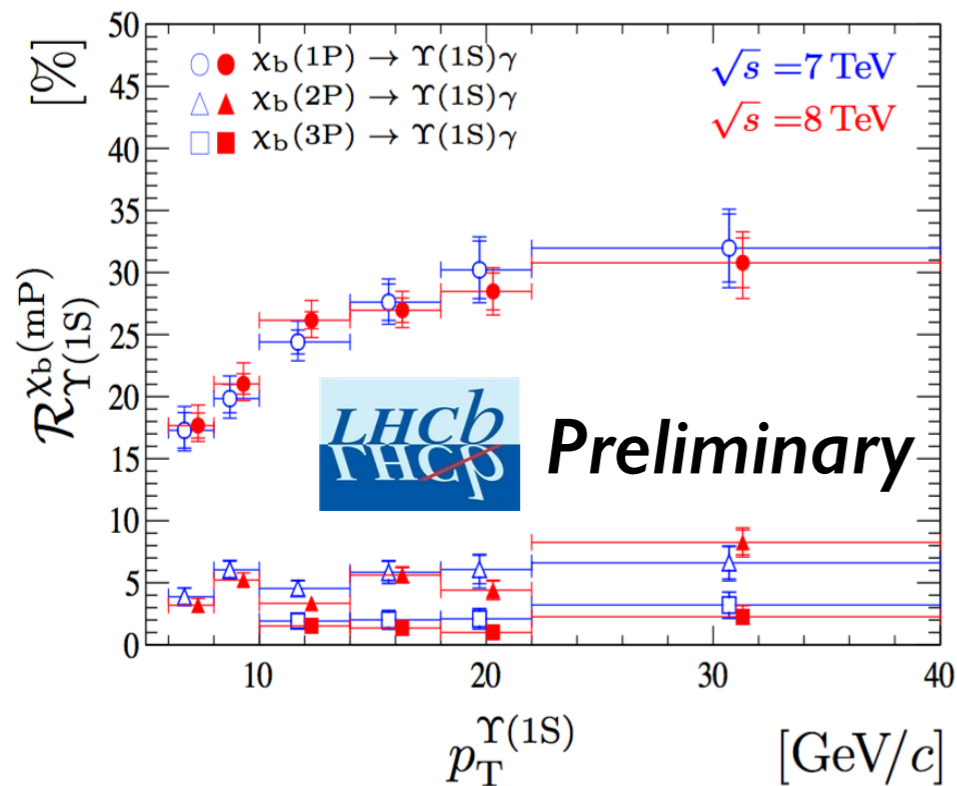 50
[%]
45
40
35
30
25
20
15
10
5
0
χb(1P) → Υ(1S)γ
χb(2P) → Υ(1S)γ
χb(3P) → Υ(1S)γ
√s =7 TeV
√s =8 TeV
R^χb(mP)_Υ(1S)
LHCb
LHCb
Preliminary
10
20
30
40
p_T^Υ(1S)
[GeV/c]